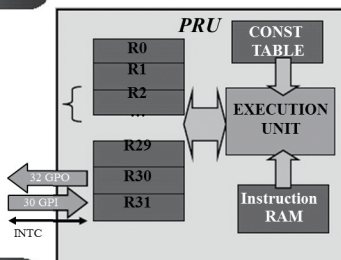 PRU
R0
R1
R2
...
R29
R30
R31
CONST
TABLE
EXECUTION
UNIT
Instruction
RAM
32 GPO
30 GPI
INTC